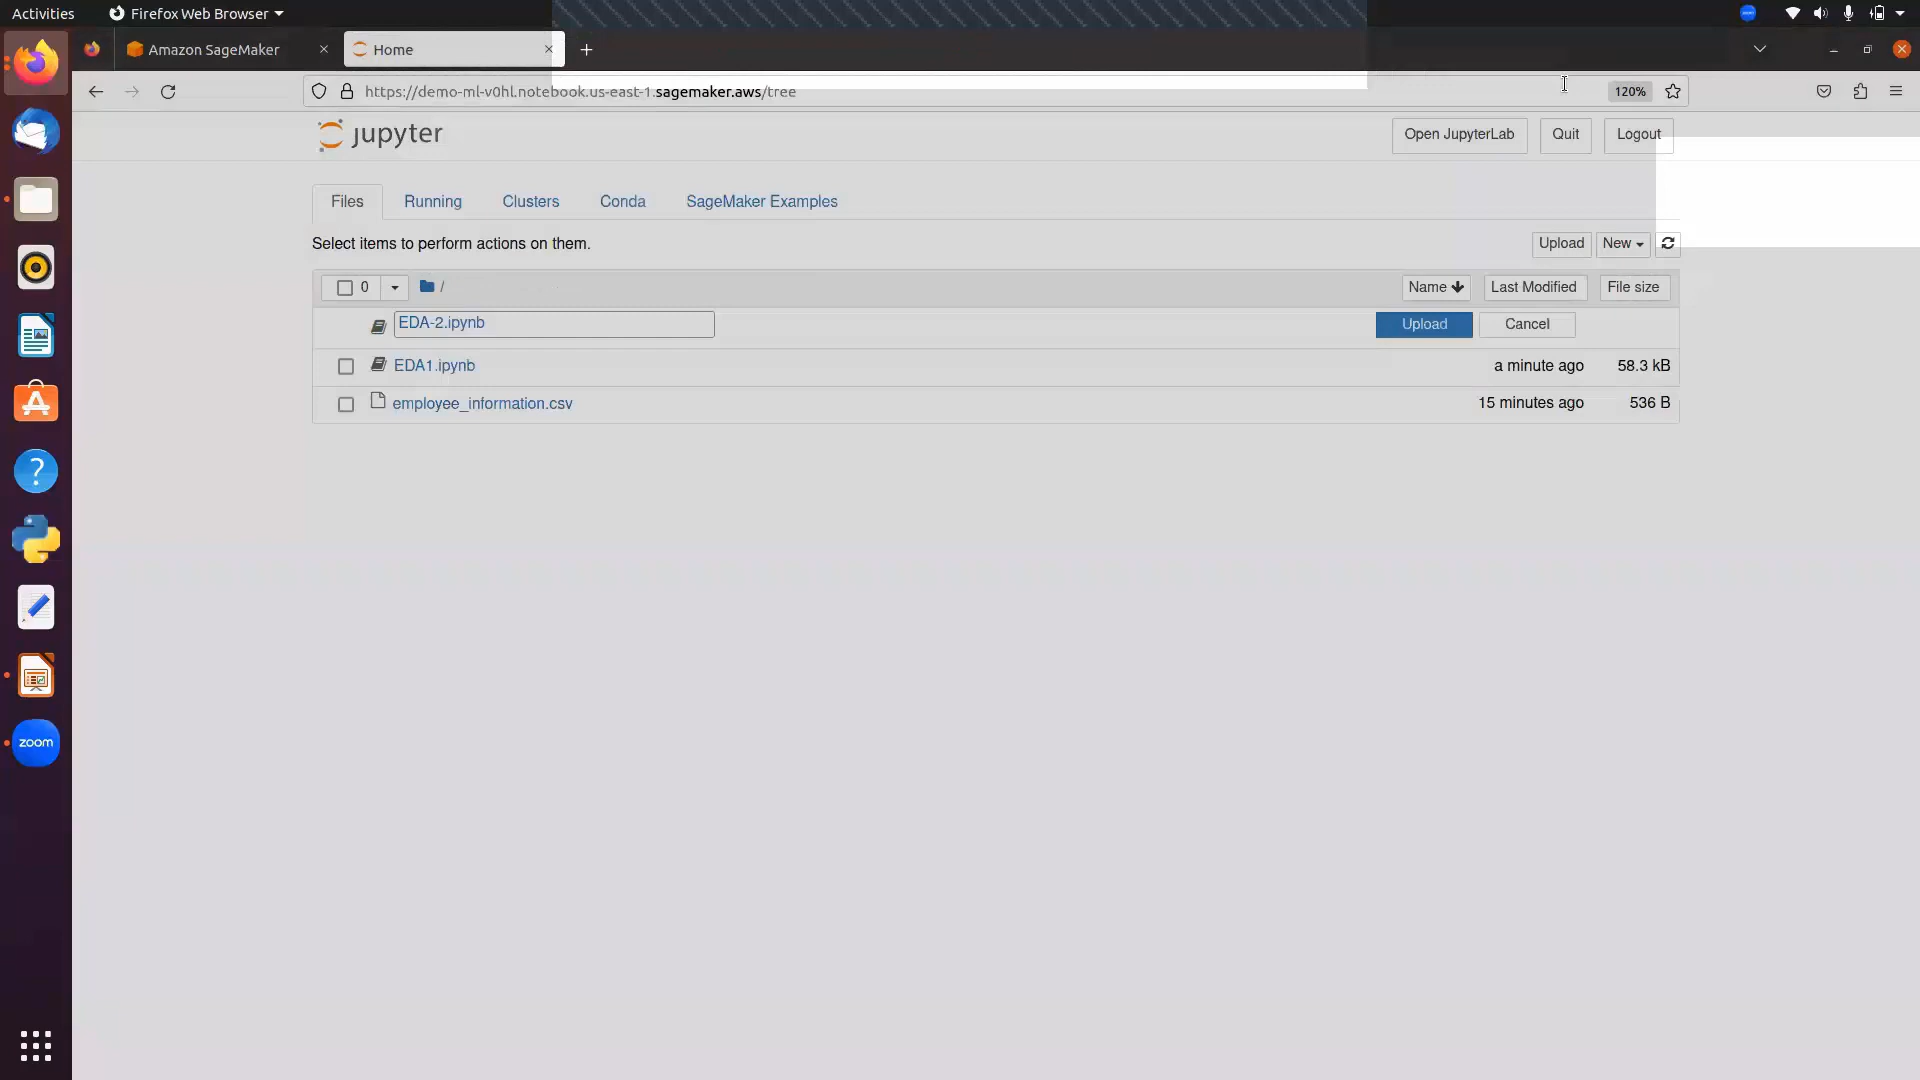 Activities
Firefox Web Browser
Amazon SageMaker
Home
https://demo-ml-v0hl.notebook.us-east-1.sagemaker.aws/tree
120%
jupyter
Open JupyterLab
Quit
Logout
Files
Running
Clusters
Conda
SageMaker Examples
Select items to perform actions on them.
Upload
New
0
/
Name
Last Modified
File size
EDA-2.ipynb
Upload
Cancel
EDA1.ipynb
a minute ago
58.3 kB
employee_information.csv
15 minutes ago
536 B
zoom